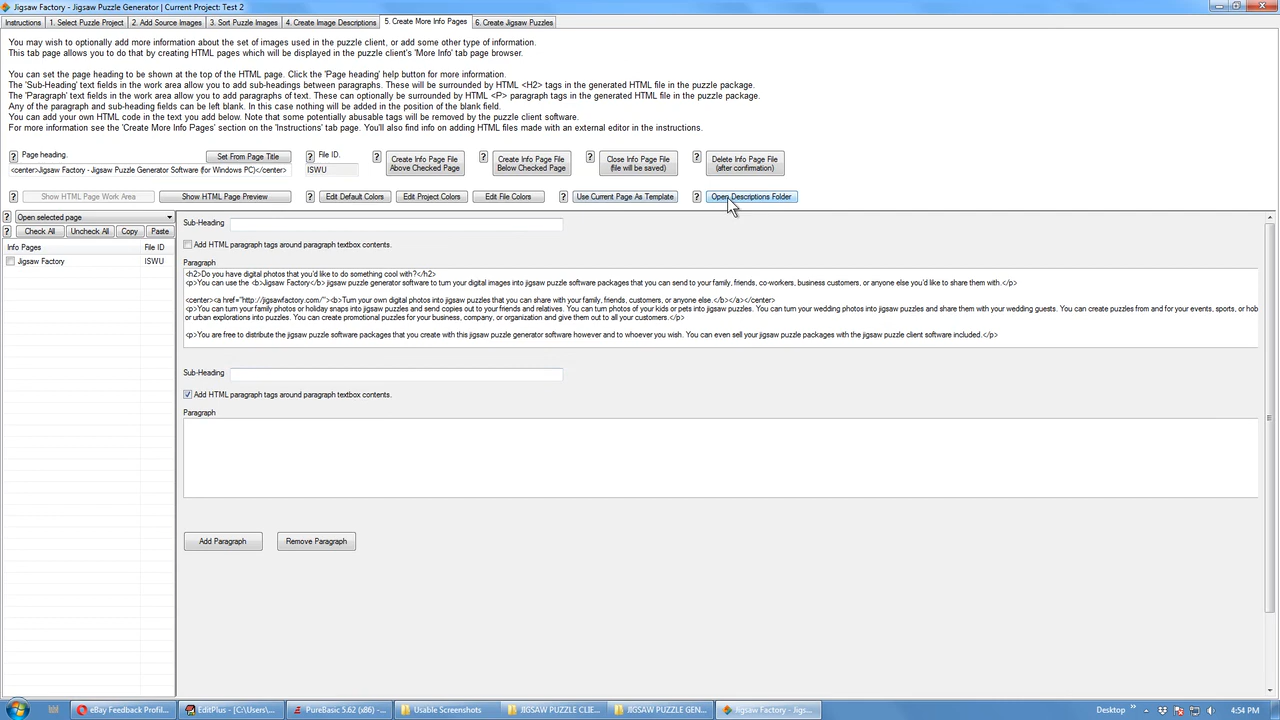 Jigsaw Factory - Jigsaw Puzzle Generator | Current Project: Test 2
Instructions 1. Select Puzzle Project 2. Add Source Images 3. Sort Puzzle Images 4. Create Image Descriptions 5. Create More Info Pages 6. Create Jigsaw Puzzles
You may wish to optionally add more information about the set of images used in the puzzle client, or add some other type of information.
This tab page allows you to do that by creating HTML pages which will be displayed in the puzzle client's 'More Info' tab page browser.
You can set the page heading to be shown at the top of the HTML page. Click the 'Page heading' help button for more information.
The 'Sub-Heading' text fields in the work area allow you to add sub-headings between paragraphs. These will be surrounded by HTML <H2> tags in the generated HTML file in the puzzle package.
The 'Paragraph' text fields in the work area allow you to add paragraphs of text. These can optionally be surrounded by HTML <P> paragraph tags in the generated HTML file in the puzzle package.
Any of the paragraph and sub-heading fields can be left blank. In this case nothing will be added in the position of the blank field.
You can add your own HTML code in the text you add below. Note that some potentially abusable tags will be removed by the puzzle client software.
For more information see the 'Create More Info Pages' section on the 'Instructions' tab page. You'll also find info on adding HTML files made with an external editor in the instructions.
? Page heading. Set From Page Title ? File ID. ? Create Info Page File ? Create Info Page File ? Close Info Page File ? Delete Info Page File
<center>Jigsaw Factory - Jigsaw Puzzle Generator Software (for Windows PC)</center> ISWU Above Checked Page Below Checked Page (file will be saved) (after confirmation)
? Show HTML Page Work Area Show HTML Page Preview ? Edit Default Colors Edit Project Colors Edit File Colors ? Use Current Page As Template ? Open Descriptions Folder
? Open selected page
? Check All Uncheck All Copy Paste
Info Pages File ID
Jigsaw Factory ISWU
Sub-Heading
Add HTML paragraph tags around paragraph textbox contents.
Paragraph
<h2>Do you have digital photos that you'd like to do something cool with?</h2>
<p>You can use the <b>Jigsaw Factory</b> jigsaw puzzle generator software to turn your digital images into jigsaw puzzle software packages that you can send to your family, friends, co-workers, business customers, or anyone else you'd like to share them with.</p>
<center><a href="http://jigsawfactory.com/"><b>Turn your own digital photos into jigsaw puzzles that you can share with your family, friends, customers, or anyone else.</b></a></center>
<p>You can turn your family photos or holiday snaps into jigsaw puzzles and send copies out to your friends and relatives. You can turn photos of your kids or pets into jigsaw puzzles. You can turn your wedding photos into jigsaw puzzles and share them with your wedding guests. You can create puzzles from and for your events, sports, or hob
or urban explorations into puzzles. You can create promotional puzzles for your business, company, or organization and give them out to all your customers.</p>
<p>You are free to distribute the jigsaw puzzle software packages that you create with this jigsaw puzzle generator software however and to whoever you wish. You can even sell your jigsaw puzzle packages with the jigsaw puzzle client software included.</p>
Sub-Heading
Add HTML paragraph tags around paragraph textbox contents.
Paragraph
Add Paragraph Remove Paragraph
eBay Feedback Profil... EditPlus - [C:\Users\... PureBasic 5.62 (x86) -... Usable Screenshots JIGSAW PUZZLE CLIE... JIGSAW PUZZLE GEN... Jigsaw Factory - Jigs... Desktop 4:54 PM